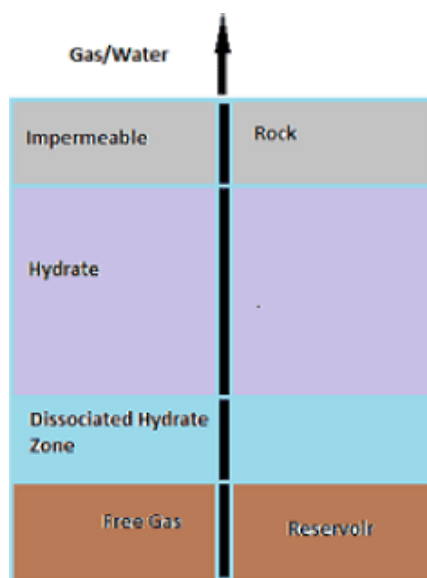 Gas/Water
Impermeable
Rock
Hydrate
Dissociated Hydrate
Zone
Free Gas
Reservoir